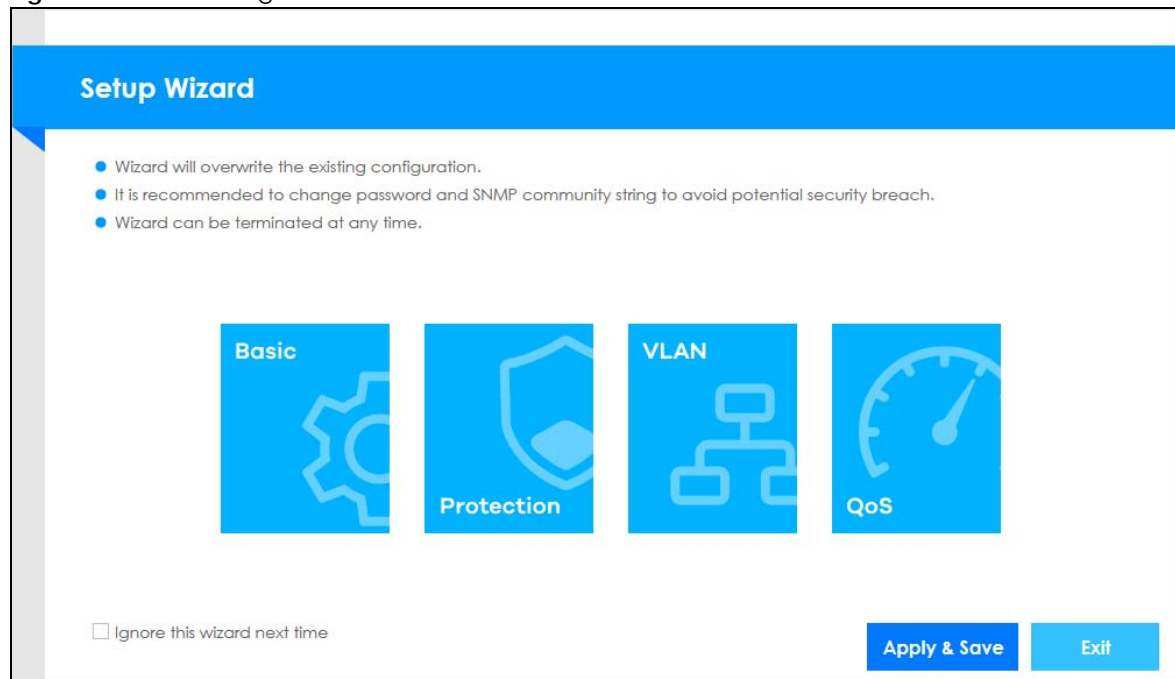 Setup Wizard
Wizard will overwrite the existing configuration.
It is recommended to change password and SNMP community string to avoid potential security breach.
Wizard can be terminated at any time.
Basic
Protection
VLAN
QoS
Ignore this wizard next time
Apply & Save
Exit